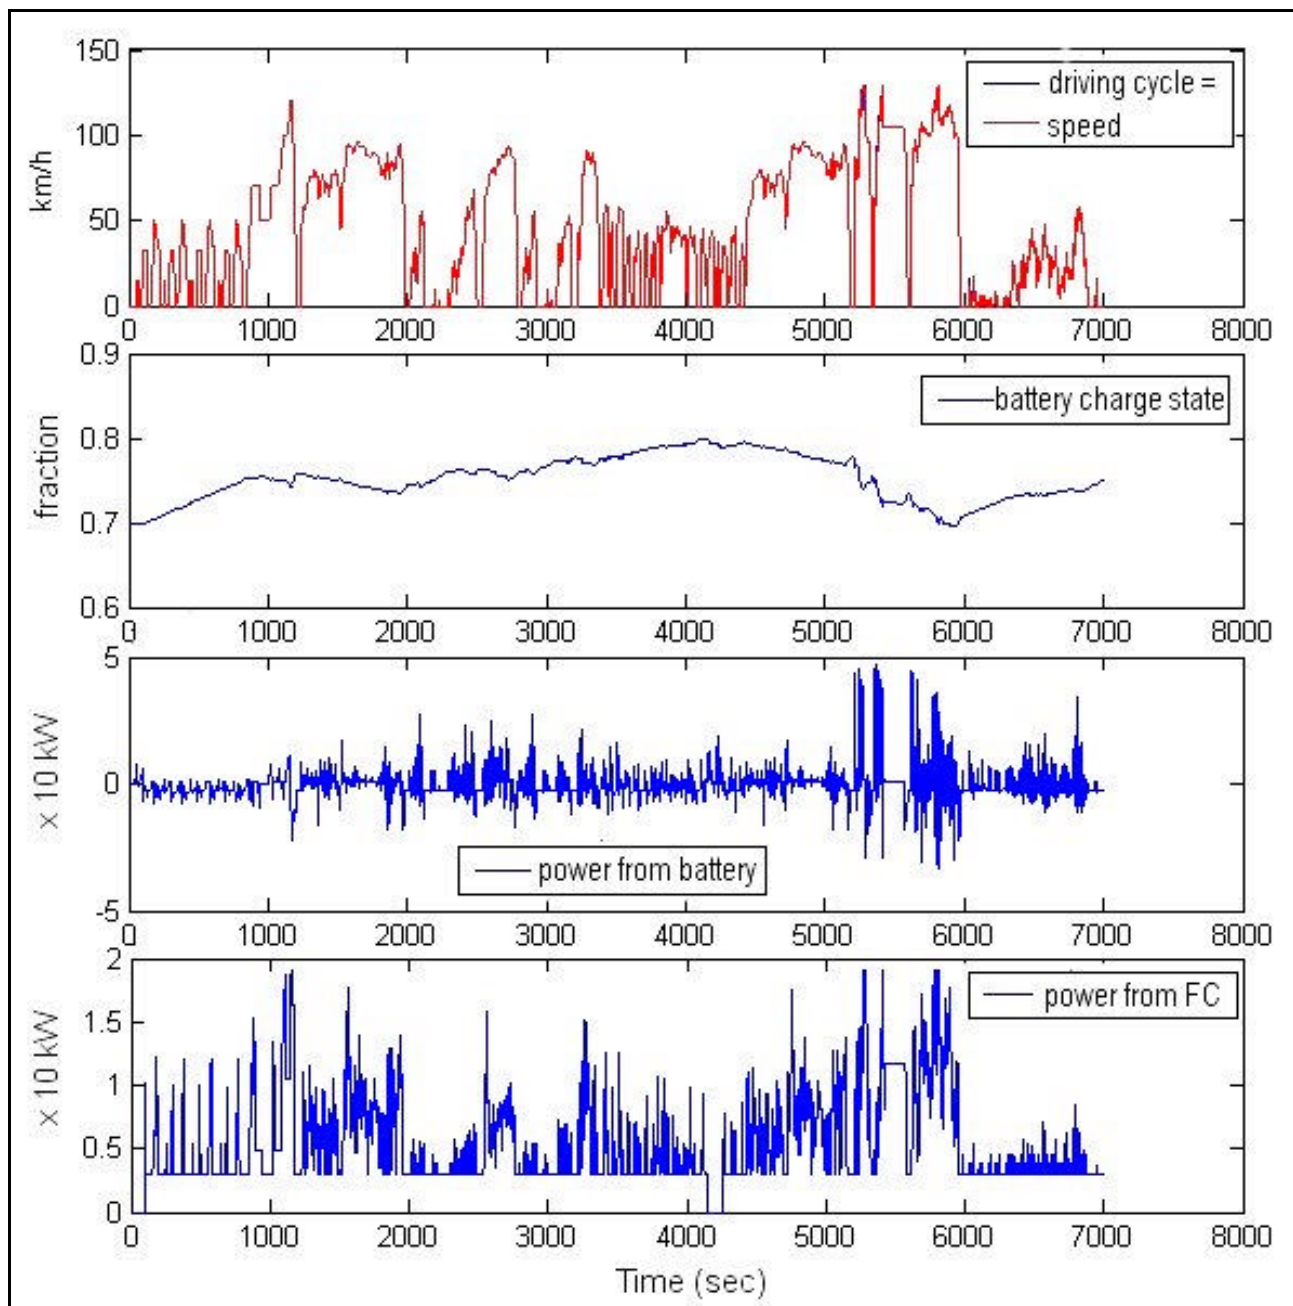 150
100
50
0
km/h
driving cycle =
speed
0 1000 2000 3000 4000 5000 6000 7000 8000
0.9
0.8
0.7
0.6
fraction
battery charge state
0 1000 2000 3000 4000 5000 6000 7000 8000
5
0
-5
x 10 kW
power from battery
0 1000 2000 3000 4000 5000 6000 7000 8000
2
1.5
1
0.5
0
x 10 kW
power from FC
0 1000 2000 3000 4000 5000 6000 7000 8000
Time (sec)